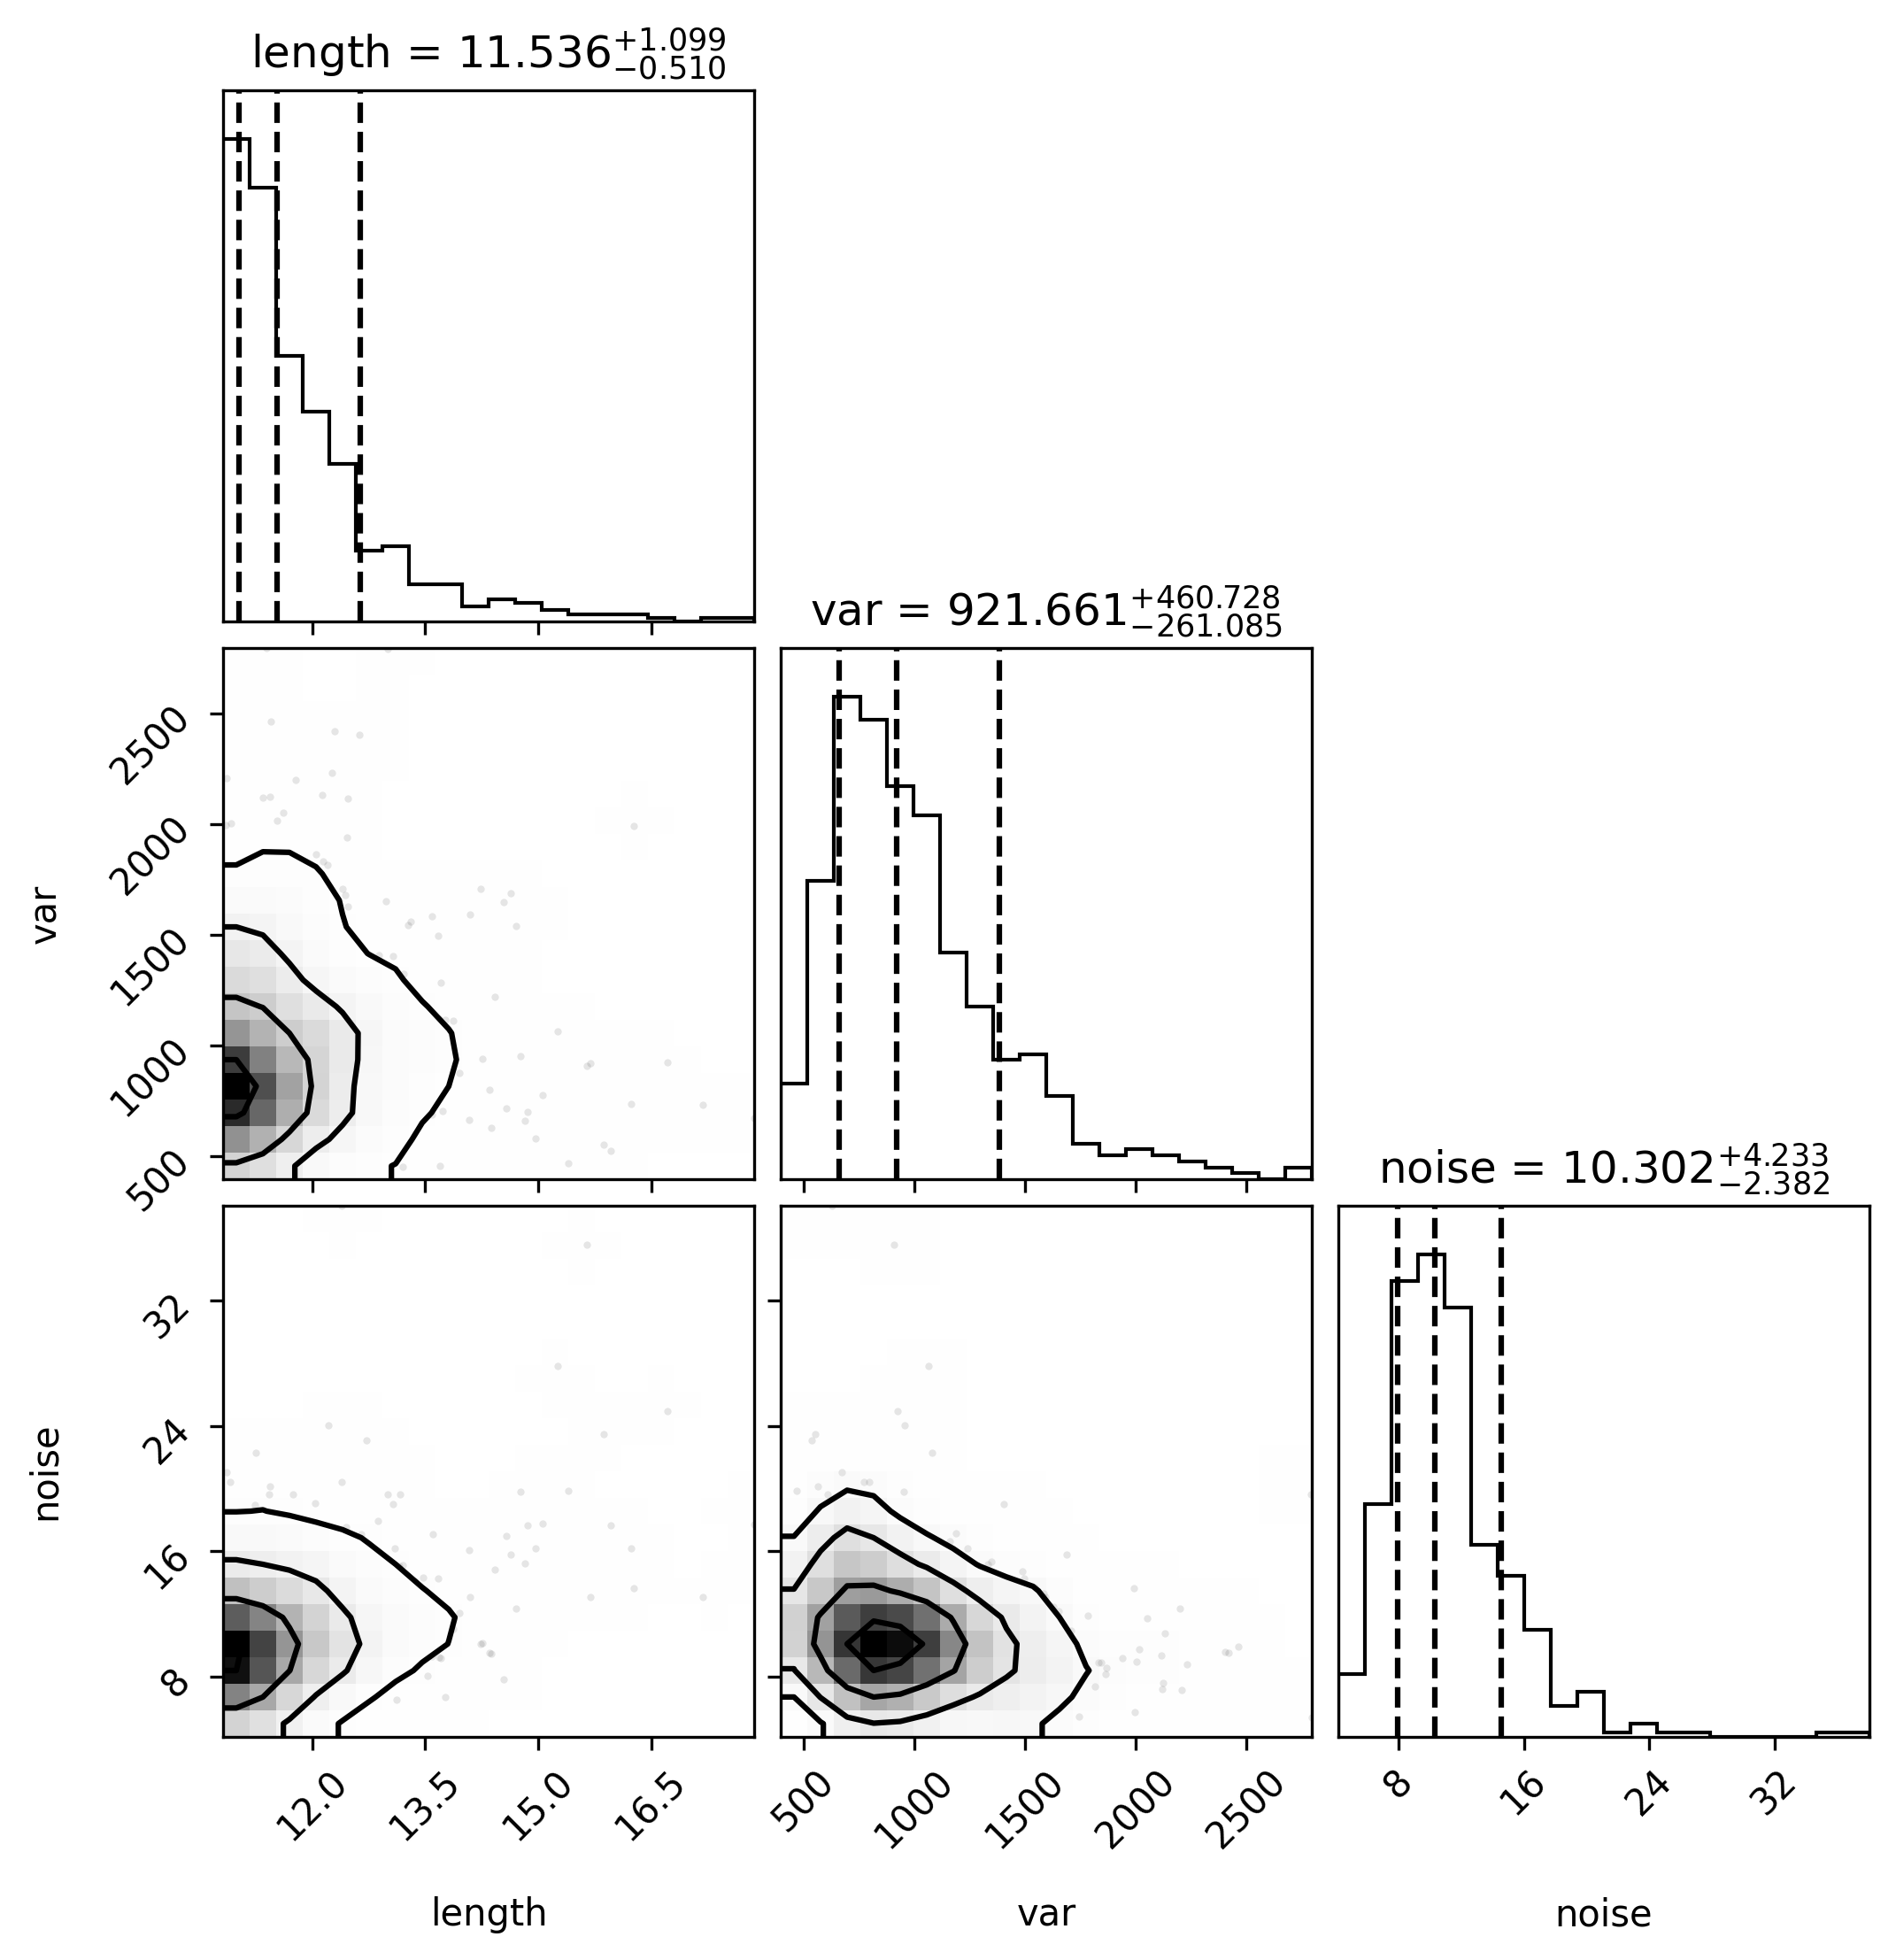 length = 11.536 +1.099 −0.510
var = 921.661 +460.728 −261.085
2500
2000
1500
1000
500
var
noise = 10.302 +4.233 −2.382
32
24
16
8
noise
12.0 13.5 15.0 16.5
500 1000 1500 2000 2500
8 16 24 32
length var noise